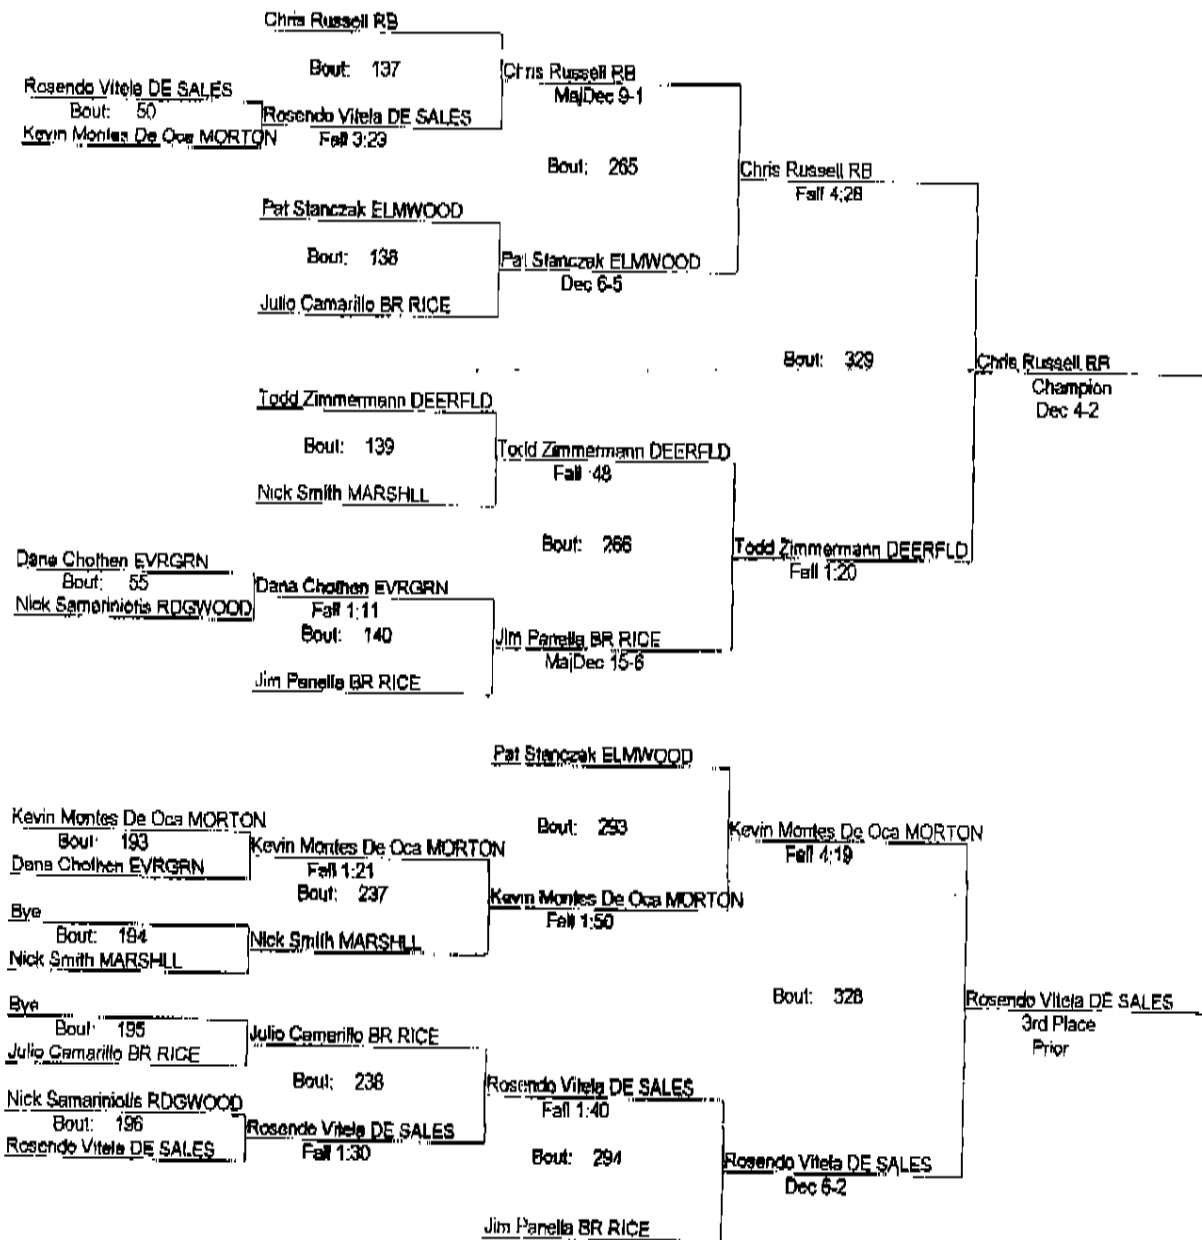 Chris Russell RB
Bout: 137
Chris Russell RB
MajDec 9-1
Rosendo Vitela DE SALES
Bout: 50
Rosendo Vitela DE SALES
Kevin Montes De Oca MORTON
Fall 3:23
Bout: 265
Chris Russell RB
Fall 4:28
Pat Stanczak ELMWOOD
Bout: 138
Pat Stanczak ELMWOOD
Dec 6-5
Julio Camarillo BR RICE
Bout: 329
Chris Russell RB
Champion
Dec 4-2
Todd Zimmermann DEERFLD
Bout: 139
Todd Zimmermann DEERFLD
Fall :48
Nick Smith MARSHLL
Bout: 266
Todd Zimmermann DEERFLD
Fall 1:20
Dana Chothen EVRGRN
Bout: 55
Dana Chothen EVRGRN
Nick Samariniotis RDGWOOD
Fall 1:11
Bout: 140
Jim Panella BR RICE
MajDec 15-6
Jim Panella BR RICE
Pat Stanczak ELMWOOD
Kevin Montes De Oca MORTON
Bout: 193
Bout: 293
Kevin Montes De Oca MORTON
Kevin Montes De Oca MORTON
Fall 4:19
Dana Chothen EVRGRN
Fall 1:21
Bout: 237
Kevin Montes De Oca MORTON
Fall 1:50
Bye
Bout: 194
Nick Smith MARSHLL
Nick Smith MARSHLL
Bout: 328
Rosendo Vitela DE SALES
3rd Place
Prior
Bye
Bout: 195
Julio Camarillo BR RICE
Julio Camarillo BR RICE
Bout: 238
Rosendo Vitela DE SALES
Fall 1:40
Nick Samariniotis RDGWOOD
Bout: 196
Rosendo Vitela DE SALES
Rosendo Vitela DE SALES
Fall 1:30
Bout: 294
Rosendo Vitela DE SALES
Dec 6-2
Jim Panella BR RICE